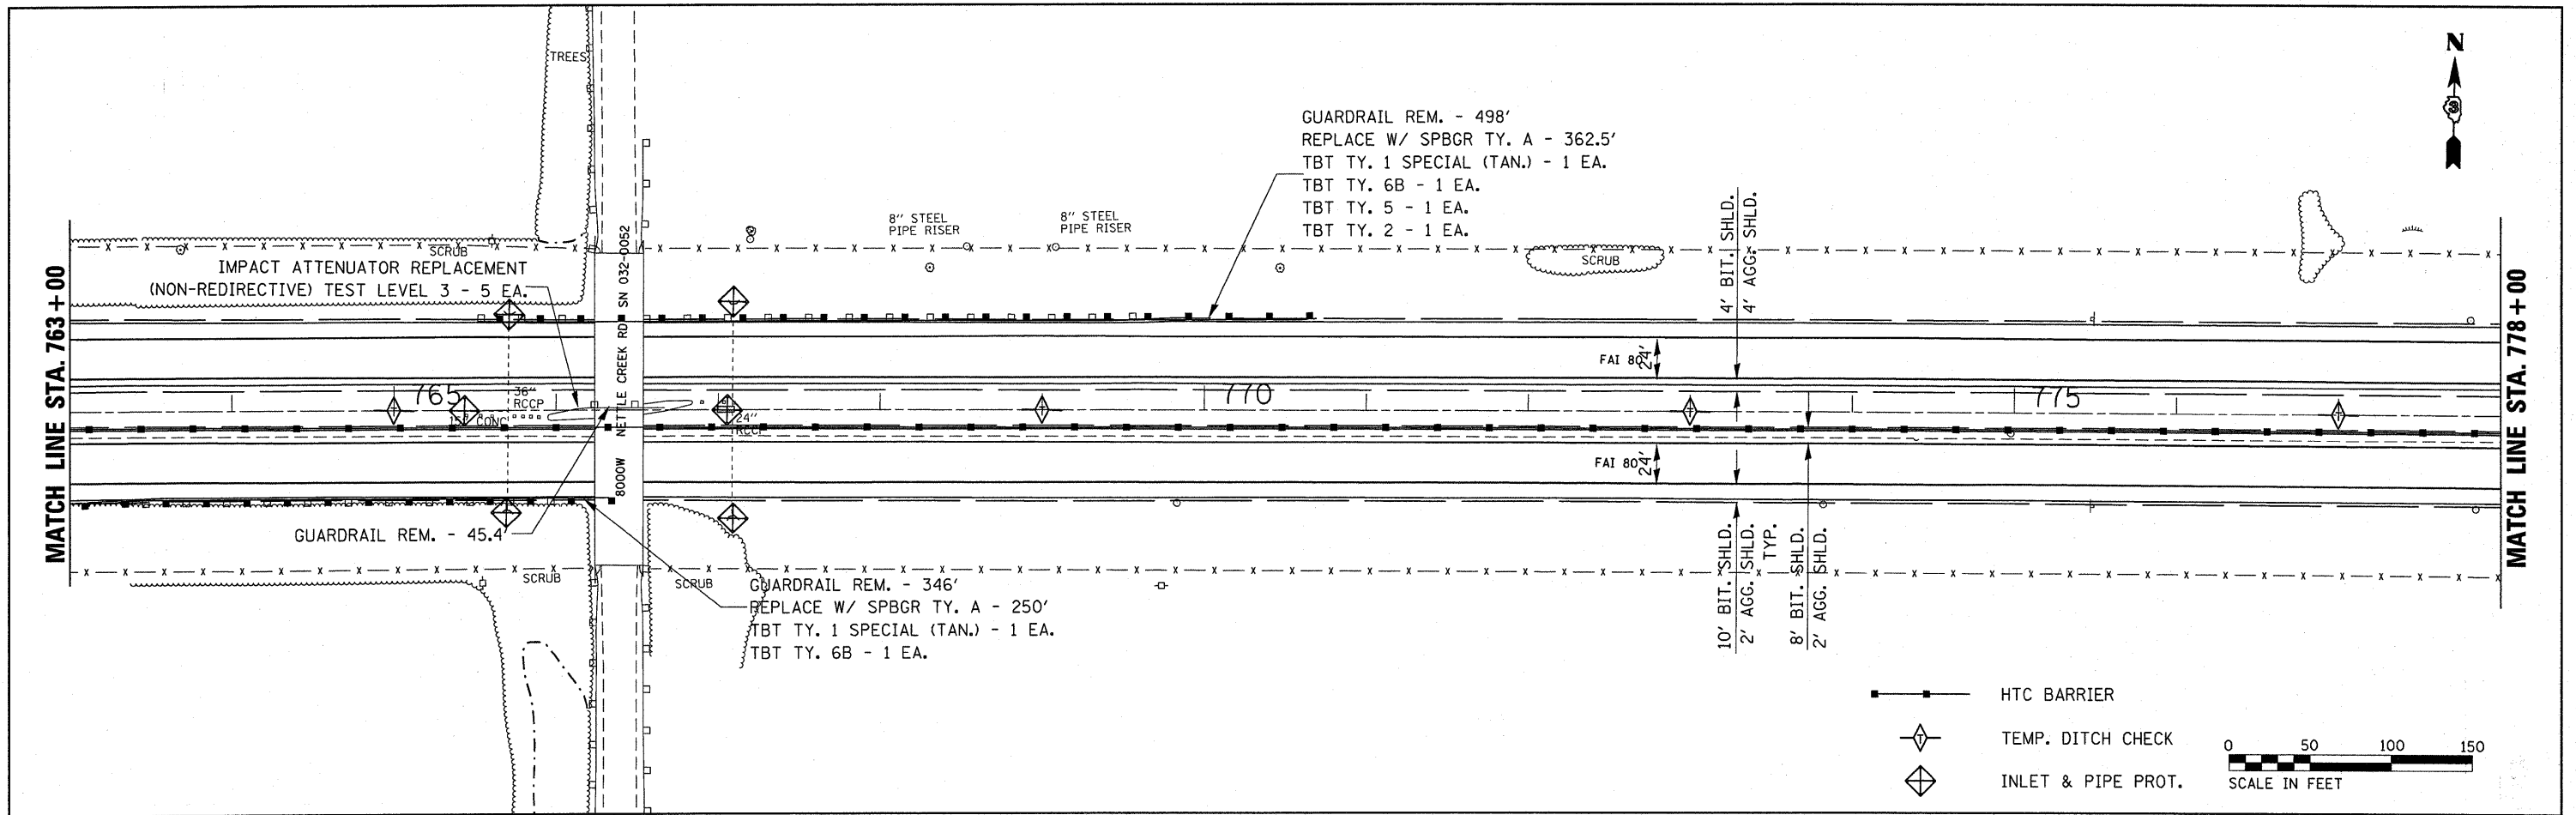 N
TREES
GUARDRAIL REM. - 498'
REPLACE W/ SPBGR TY. A - 362.5'
TBT TY. 1 SPECIAL (TAN.) - 1 EA.
TBT TY. 6B - 1 EA.
TBT TY. 5 - 1 EA.
TBT TY. 2 - 1 EA.
8" STEEL
PIPE RISER
8" STEEL
PIPE RISER
4' BIT. SHLD.
4' AGG. SHLD.
SCRUB
SCRUB
IMPACT ATTENUATOR REPLACEMENT
(NON-REDIRECTIVE) TEST LEVEL 3 - 5 EA.
MATCH LINE STA. 763+00
MATCH LINE STA. 778+00
8000W NETTLE CREEK RD SN 032-0052
FAI 80
24'
765
36"
RCCP
15" CONC
24"
770
775
FAI 80
24'
GUARDRAIL REM. - 45.4'
SCRUB
SCRUB
GUARDRAIL REM. - 346'
REPLACE W/ SPBGR TY. A - 250'
TBT TY. 1 SPECIAL (TAN.) - 1 EA.
TBT TY. 6B - 1 EA.
10' BIT. SHLD.
2' AGG. SHLD.
TYP.
8' BIT. SHLD.
2' AGG. SHLD.
HTC BARRIER
T TEMP. DITCH CHECK
INLET & PIPE PROT.
0 50 100 150
SCALE IN FEET